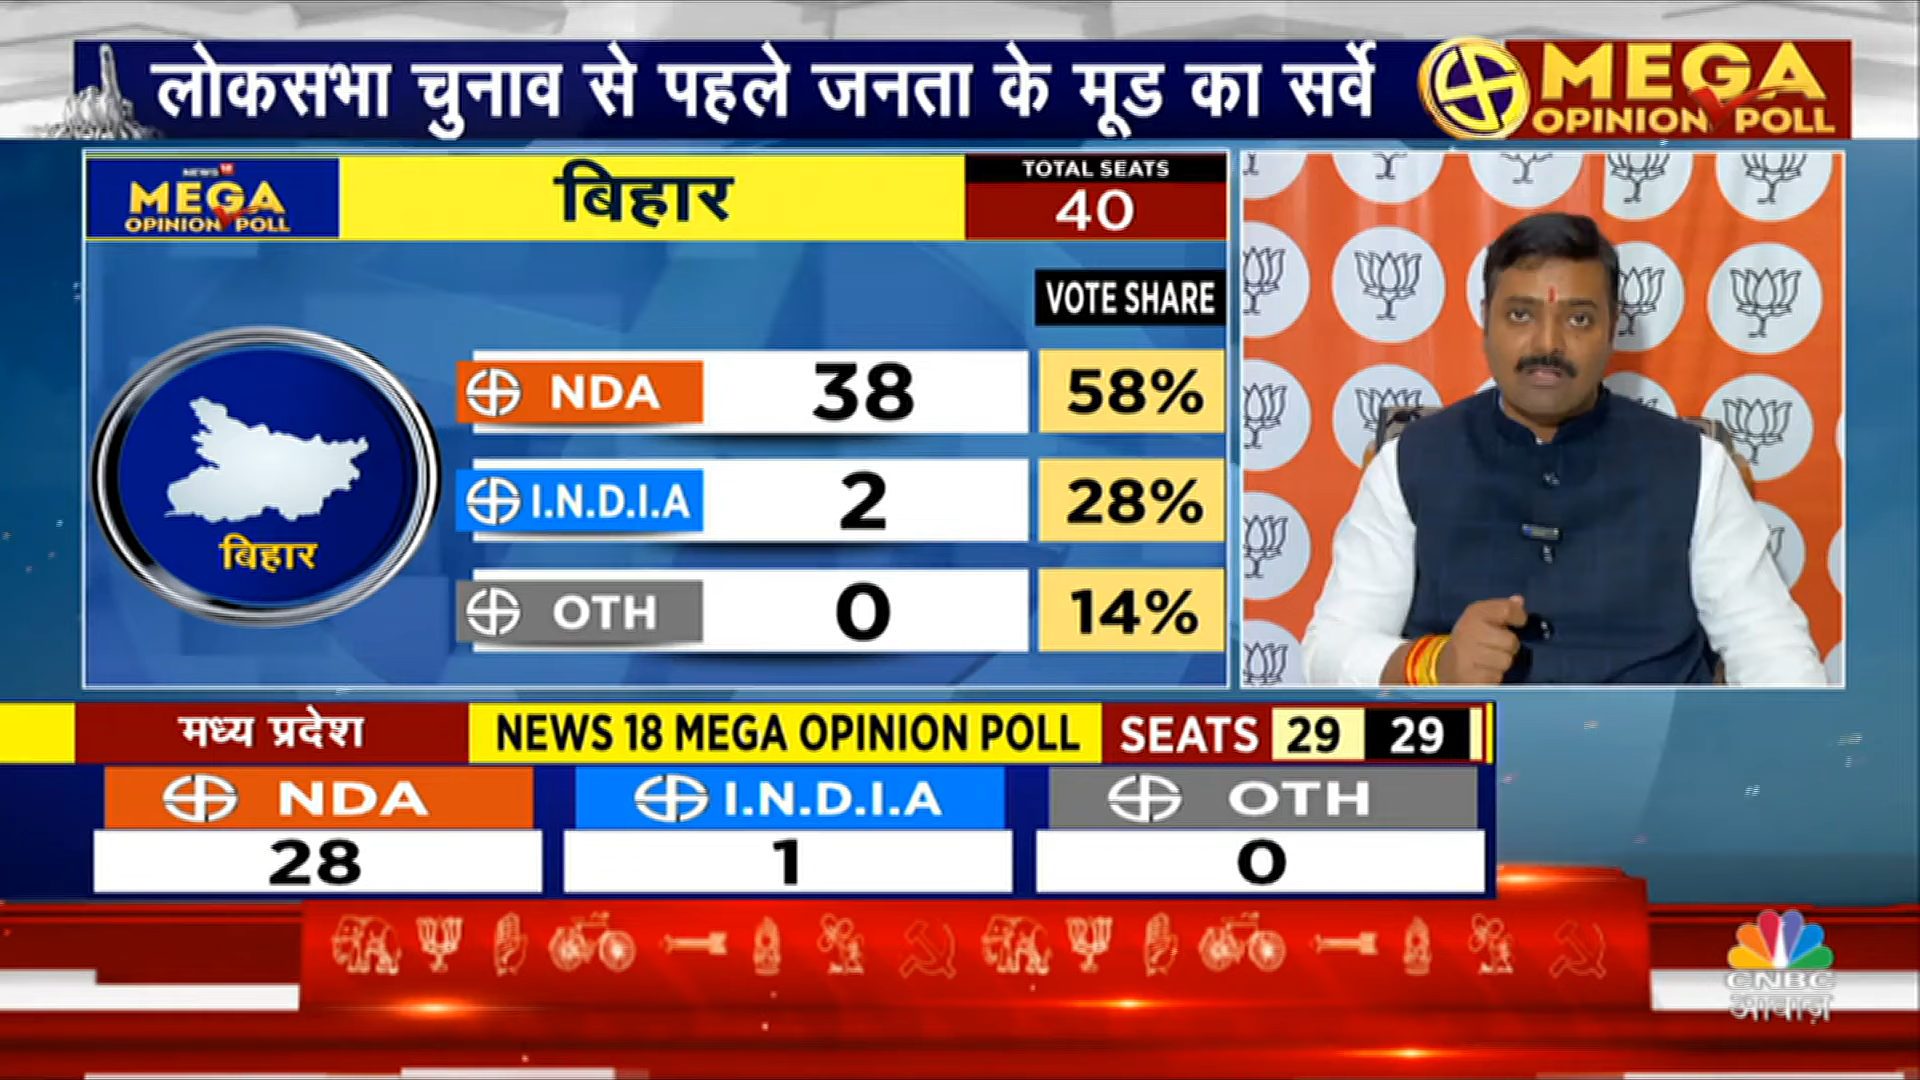 लोकसभा चुनाव से पहले जनता के मूड का सर्वे
MEGA
OPINION POLL
NEWS 18
MEGA
OPINION POLL
बिहार
TOTAL SEATS
40
VOTE SHARE
NDA 38 58%
I.N.D.I.A 2 28%
OTH 0 14%
बिहार
मध्य प्रदेश NEWS 18 MEGA OPINION POLL SEATS 29 29
NDA I.N.D.I.A OTH
28 1 0
CNBC
आवाज़